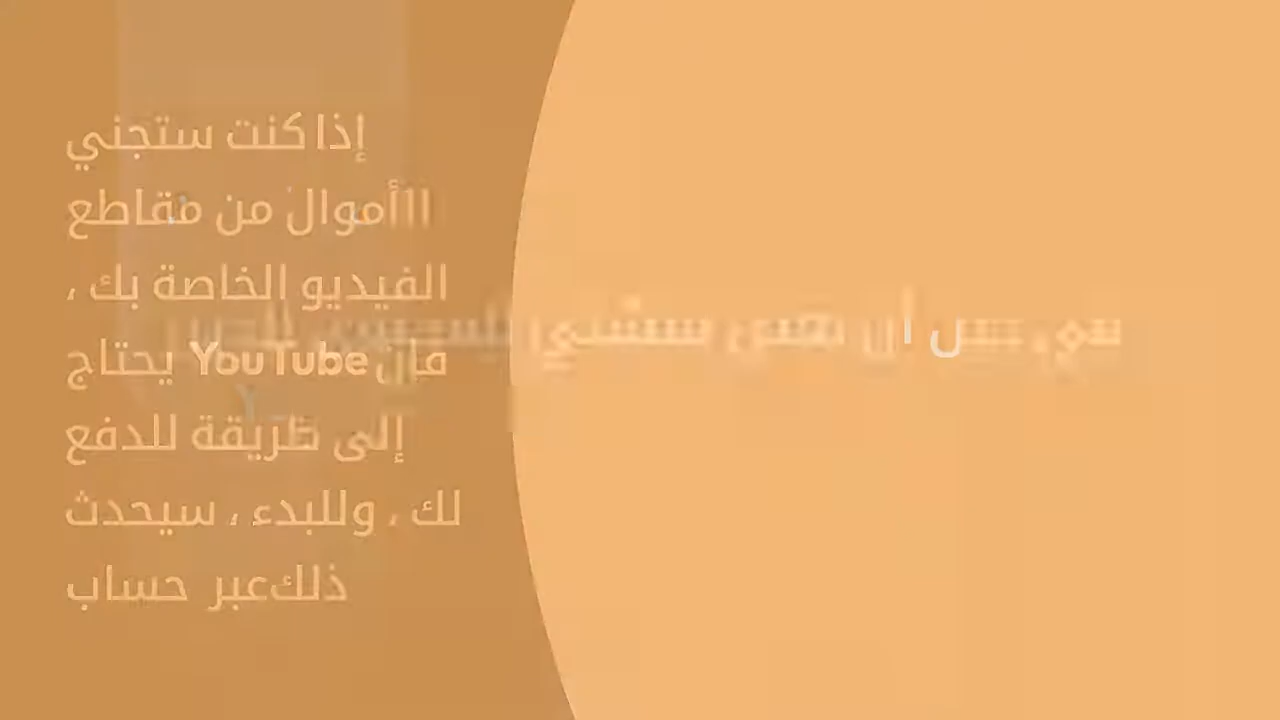 إذا كنت ستجني
الأموال من مقاطع
الفيديو الخاصة بك ،
فإن YouTube يحتاج
إلى طريقة للدفع
لك ، وللبدء ، سيحدث
ذلك عبر حساب